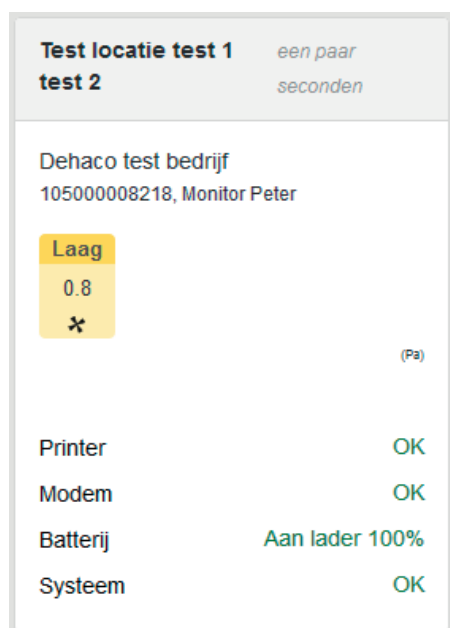 Test locatie test 1 een paar
test 2 seconden
Dehaco test bedrijf
105000008218, Monitor Peter
Laag
0.8
(Pa)
Printer OK
Modem OK
Batterij Aan lader 100%
Systeem OK